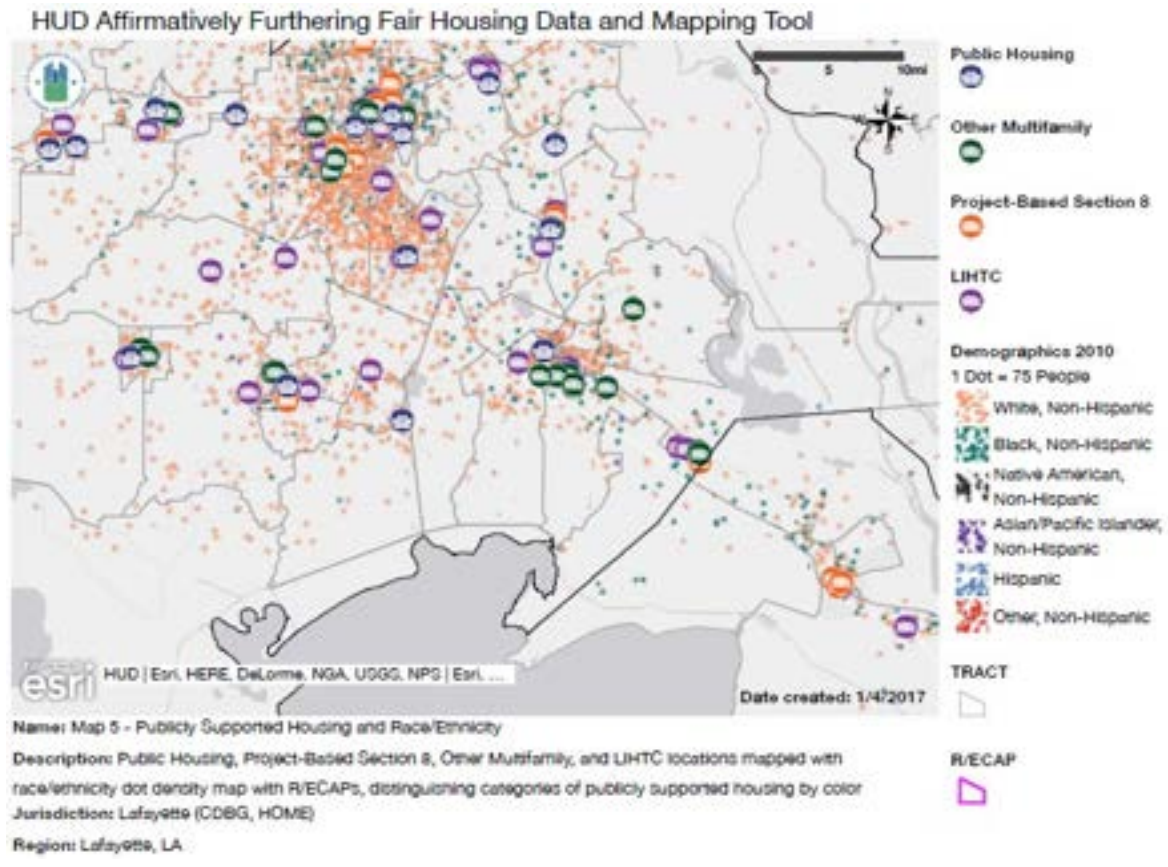 HUD Affirmatively Furthering Fair Housing Data and Mapping Tool
5 10mi
N
S
Public Housing
Other Multifamily
Project-Based Section 8
LIHTC
Demographics 2010
1 Dot = 75 People
White, Non-Hispanic
Black, Non-Hispanic
Native American,
Non-Hispanic
Asian/Pacific Islander,
Non-Hispanic
Hispanic
Other, Non-Hispanic
TRACT
R/ECAP
esri
HUD | Esri, HERE, DeLorme, NGA, USGS, NPS | Esri, ...
Date created: 1/4/2017
Name: Map 5 - Publicly Supported Housing and Race/Ethnicity
Description: Public Housing, Project-Based Section 8, Other Multifamily, and LIHTC locations mapped with
race/ethnicity dot density map with R/ECAPs, distinguishing categories of publicly supported housing by color
Jurisdiction: Lafayette (CDBG, HOME)
Region: Lafayette, LA